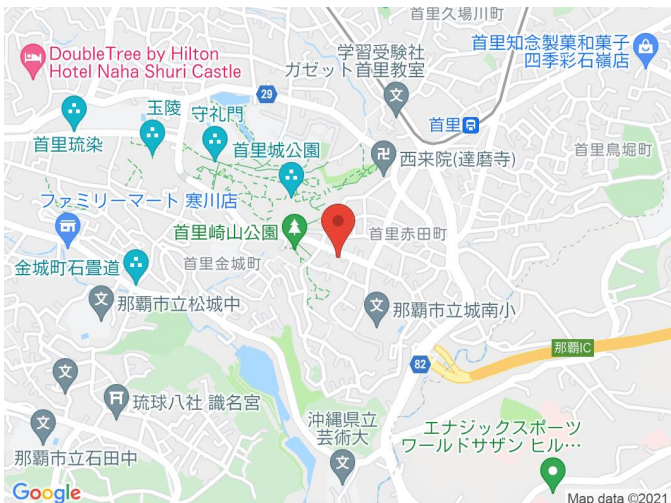 首里久場川町
DoubleTree by Hilton
Hotel Naha Shuri Castle
学習受験社
ガゼット首里教室
首里知念製菓和菓子
四季彩石嶺店
29
玉陵
守礼門
首里
首里琉染
首里城公園
西来院(達磨寺)
首里鳥堀町
ファミリーマート 寒川店
首里崎山公園
首里赤田町
金城町石畳道
首里金城町
那覇市立松城中
那覇市立城南小
那覇IC
82
琉球八社 識名宮
沖縄県立
芸術大
エナジックスポーツ
ワールドサザン ヒル…
那覇市立石田中
Google
Map data ©2021